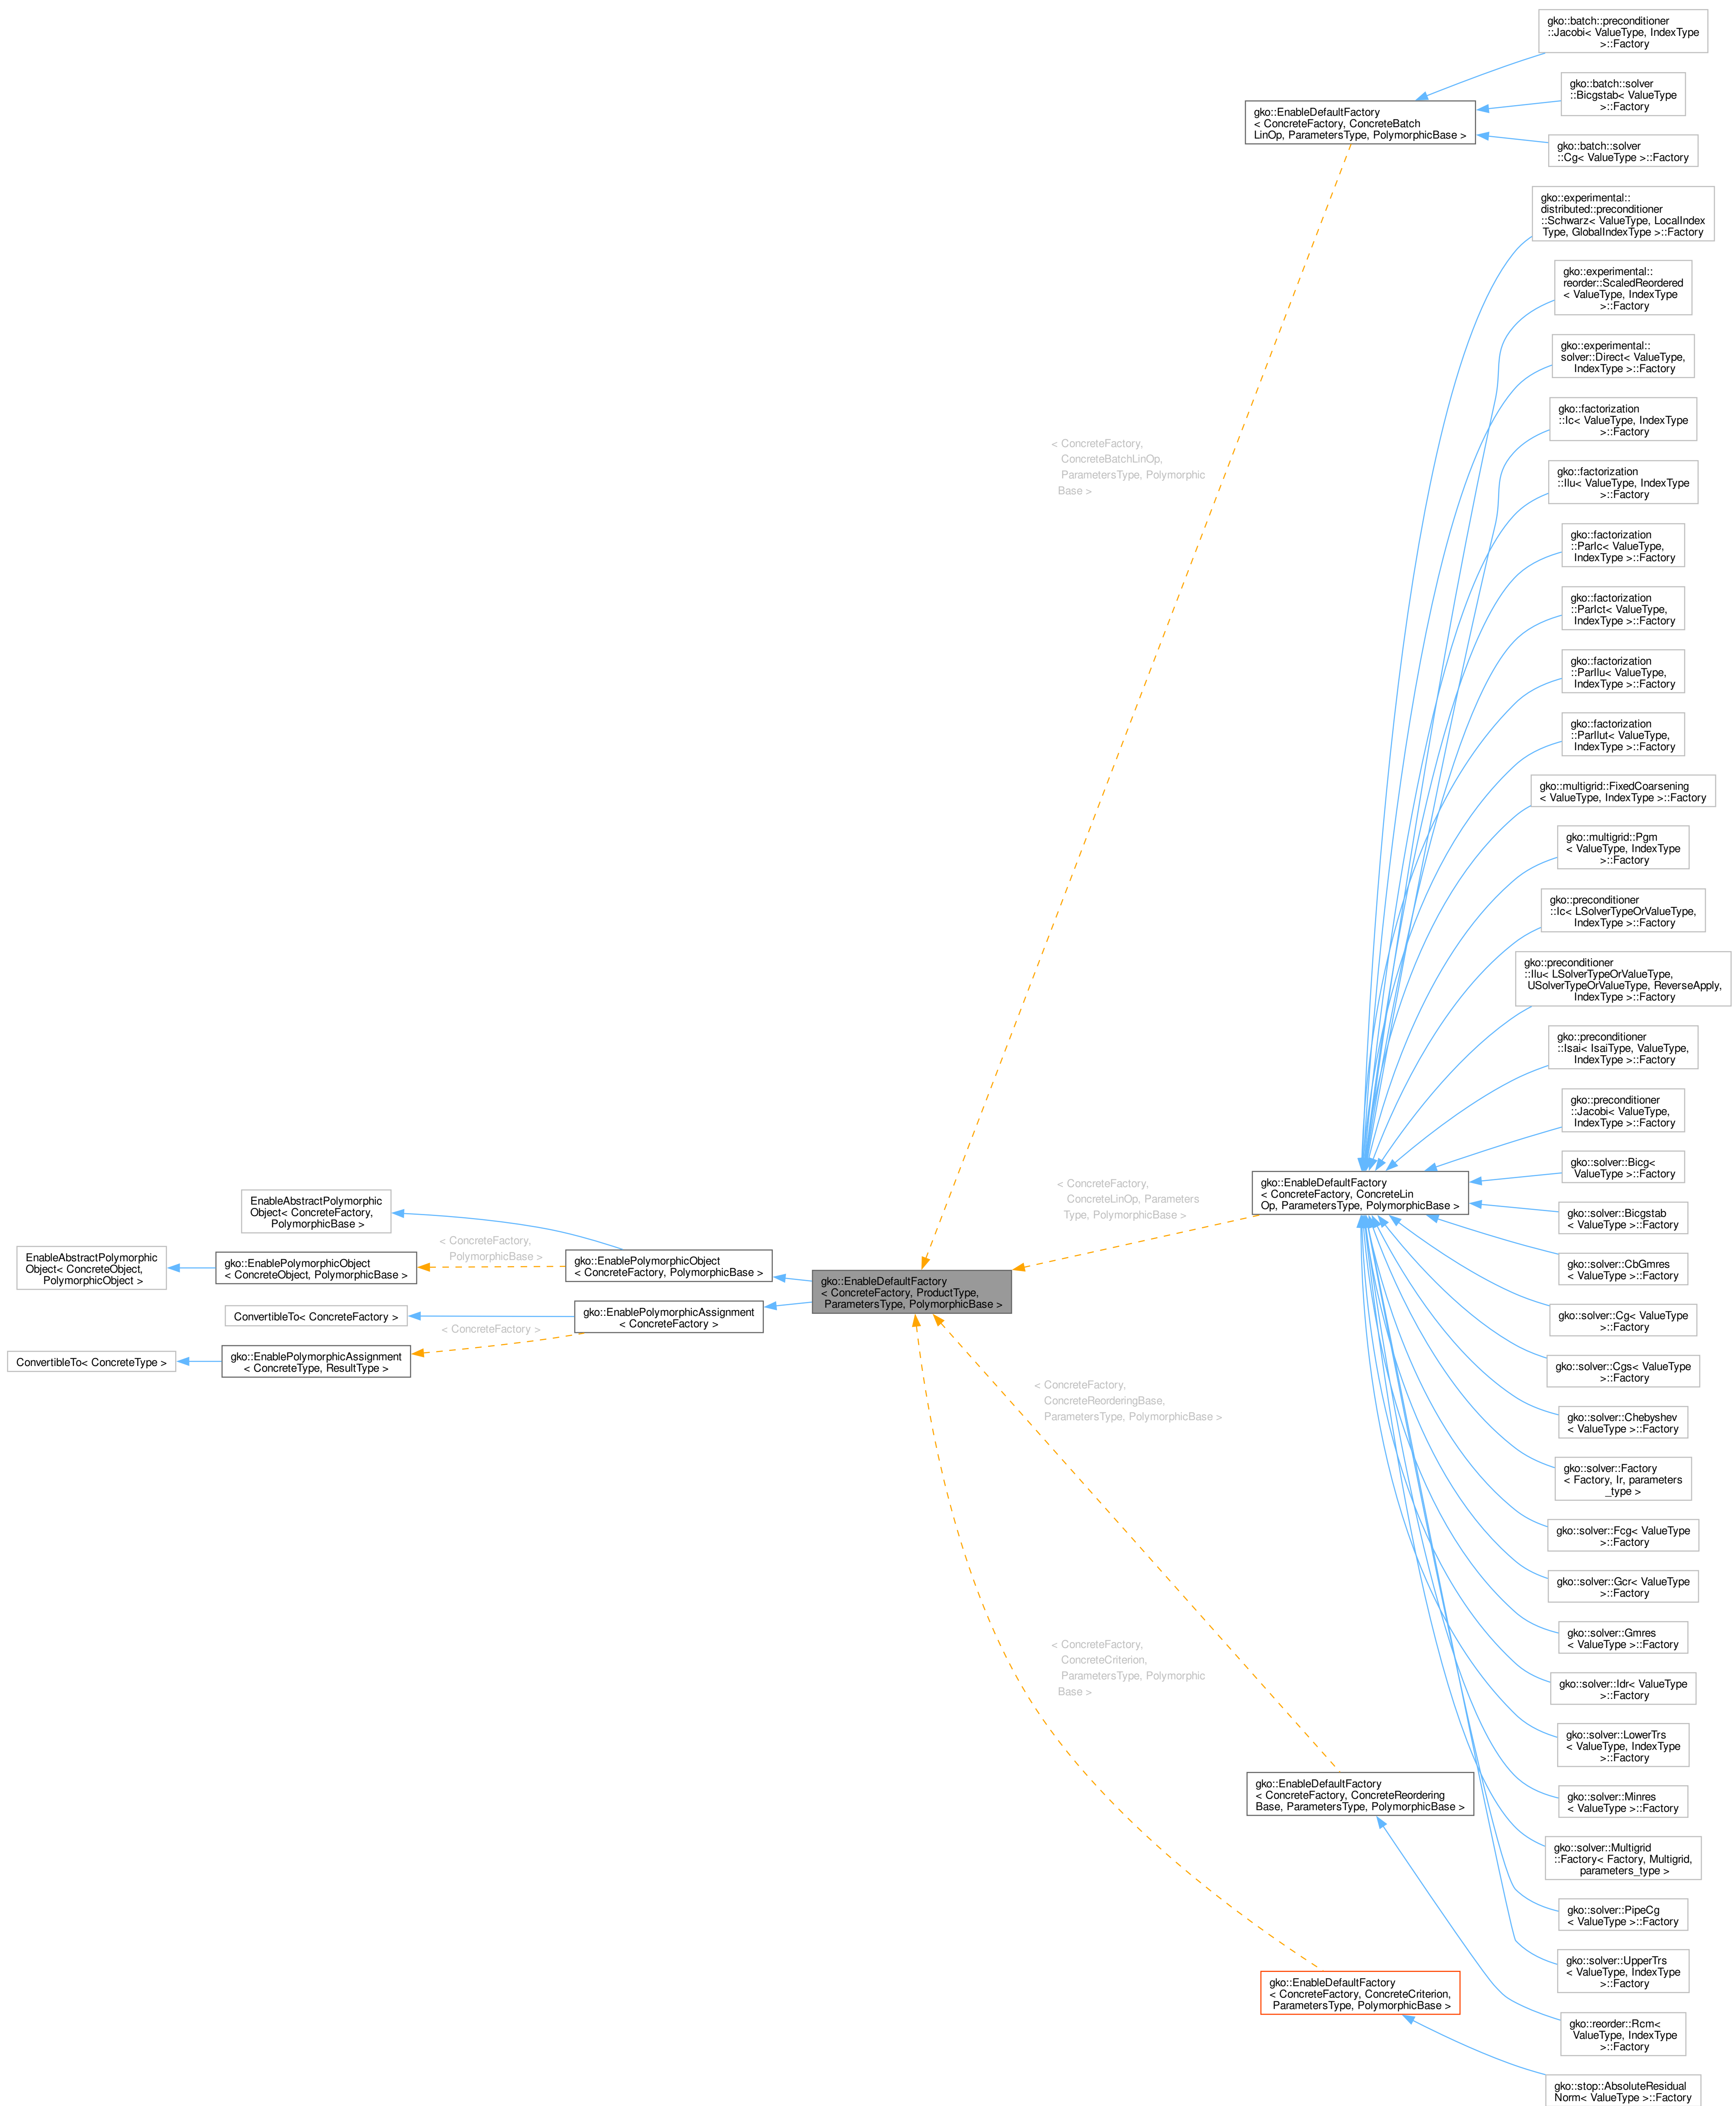 gko::batch::preconditioner
::Jacobi< ValueType, IndexType
>::Factory
gko::batch::solver
::Bicgstab< ValueType
>::Factory
gko::EnableDefaultFactory
< ConcreteFactory, ConcreteBatch
LinOp, ParametersType, PolymorphicBase >
gko::batch::solver
::Cg< ValueType >::Factory
gko::experimental::
distributed::preconditioner
::Schwarz< ValueType, LocalIndex
Type, GlobalIndexType >::Factory
gko::experimental::
reorder::ScaledReordered
< ValueType, IndexType
>::Factory
gko::experimental::
solver::Direct< ValueType,
IndexType >::Factory
gko::factorization
::Ic< ValueType, IndexType
>::Factory
< ConcreteFactory,
ConcreteBatchLinOp,
ParametersType, Polymorphic
Base >
gko::factorization
::Ilu< ValueType, IndexType
>::Factory
gko::factorization
::ParIc< ValueType,
IndexType >::Factory
gko::factorization
::ParIct< ValueType,
IndexType >::Factory
gko::factorization
::ParIlu< ValueType,
IndexType >::Factory
gko::factorization
::ParIlut< ValueType,
IndexType >::Factory
gko::multigrid::FixedCoarsening
< ValueType, IndexType >::Factory
gko::multigrid::Pgm
< ValueType, IndexType
>::Factory
gko::preconditioner
::Ic< LSolverTypeOrValueType,
IndexType >::Factory
gko::preconditioner
::Ilu< LSolverTypeOrValueType,
USolverTypeOrValueType, ReverseApply,
IndexType >::Factory
gko::preconditioner
::Isai< IsaiType, ValueType,
IndexType >::Factory
gko::preconditioner
::Jacobi< ValueType,
IndexType >::Factory
gko::solver::Bicg<
ValueType >::Factory
gko::EnableDefaultFactory
< ConcreteFactory, ConcreteLin
Op, ParametersType, PolymorphicBase >
< ConcreteFactory,
ConcreteLinOp, Parameters
Type, PolymorphicBase >
EnableAbstractPolymorphic
Object< ConcreteFactory,
PolymorphicBase >
gko::solver::Bicgstab
< ValueType >::Factory
< ConcreteFactory,
PolymorphicBase >
EnableAbstractPolymorphic
Object< ConcreteObject,
PolymorphicObject >
gko::EnablePolymorphicObject
< ConcreteObject, PolymorphicBase >
gko::EnablePolymorphicObject
< ConcreteFactory, PolymorphicBase >
gko::solver::CbGmres
< ValueType >::Factory
gko::EnableDefaultFactory
< ConcreteFactory, ProductType,
ParametersType, PolymorphicBase >
ConvertibleTo< ConcreteFactory >
gko::EnablePolymorphicAssignment
< ConcreteFactory >
gko::solver::Cg< ValueType
>::Factory
< ConcreteFactory >
ConvertibleTo< ConcreteType >
gko::EnablePolymorphicAssignment
< ConcreteType, ResultType >
gko::solver::Cgs< ValueType
>::Factory
< ConcreteFactory,
ConcreteReorderingBase,
ParametersType, PolymorphicBase >
gko::solver::Chebyshev
< ValueType >::Factory
gko::solver::Factory
< Factory, Ir, parameters
_type >
gko::solver::Fcg< ValueType
>::Factory
gko::solver::Gcr< ValueType
>::Factory
gko::solver::Gmres
< ValueType >::Factory
< ConcreteFactory,
ConcreteCriterion,
ParametersType, Polymorphic
Base >
gko::solver::Idr< ValueType
>::Factory
gko::solver::LowerTrs
< ValueType, IndexType
>::Factory
gko::EnableDefaultFactory
< ConcreteFactory, ConcreteReordering
Base, ParametersType, PolymorphicBase >
gko::solver::Minres
< ValueType >::Factory
gko::solver::Multigrid
::Factory< Factory, Multigrid,
parameters_type >
gko::solver::PipeCg
< ValueType >::Factory
gko::solver::UpperTrs
< ValueType, IndexType
>::Factory
gko::EnableDefaultFactory
< ConcreteFactory, ConcreteCriterion,
ParametersType, PolymorphicBase >
gko::reorder::Rcm<
ValueType, IndexType
>::Factory
gko::stop::AbsoluteResidual
Norm< ValueType >::Factory